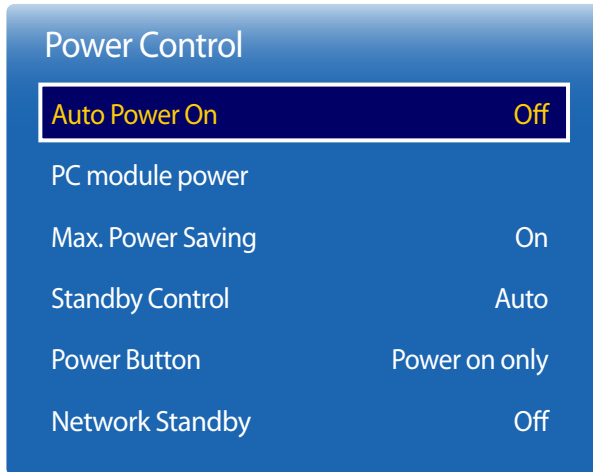 Power Control
Auto Power On Off
PC module power
Max. Power Saving On
Standby Control Auto
Power Button Power on only
Network Standby Off